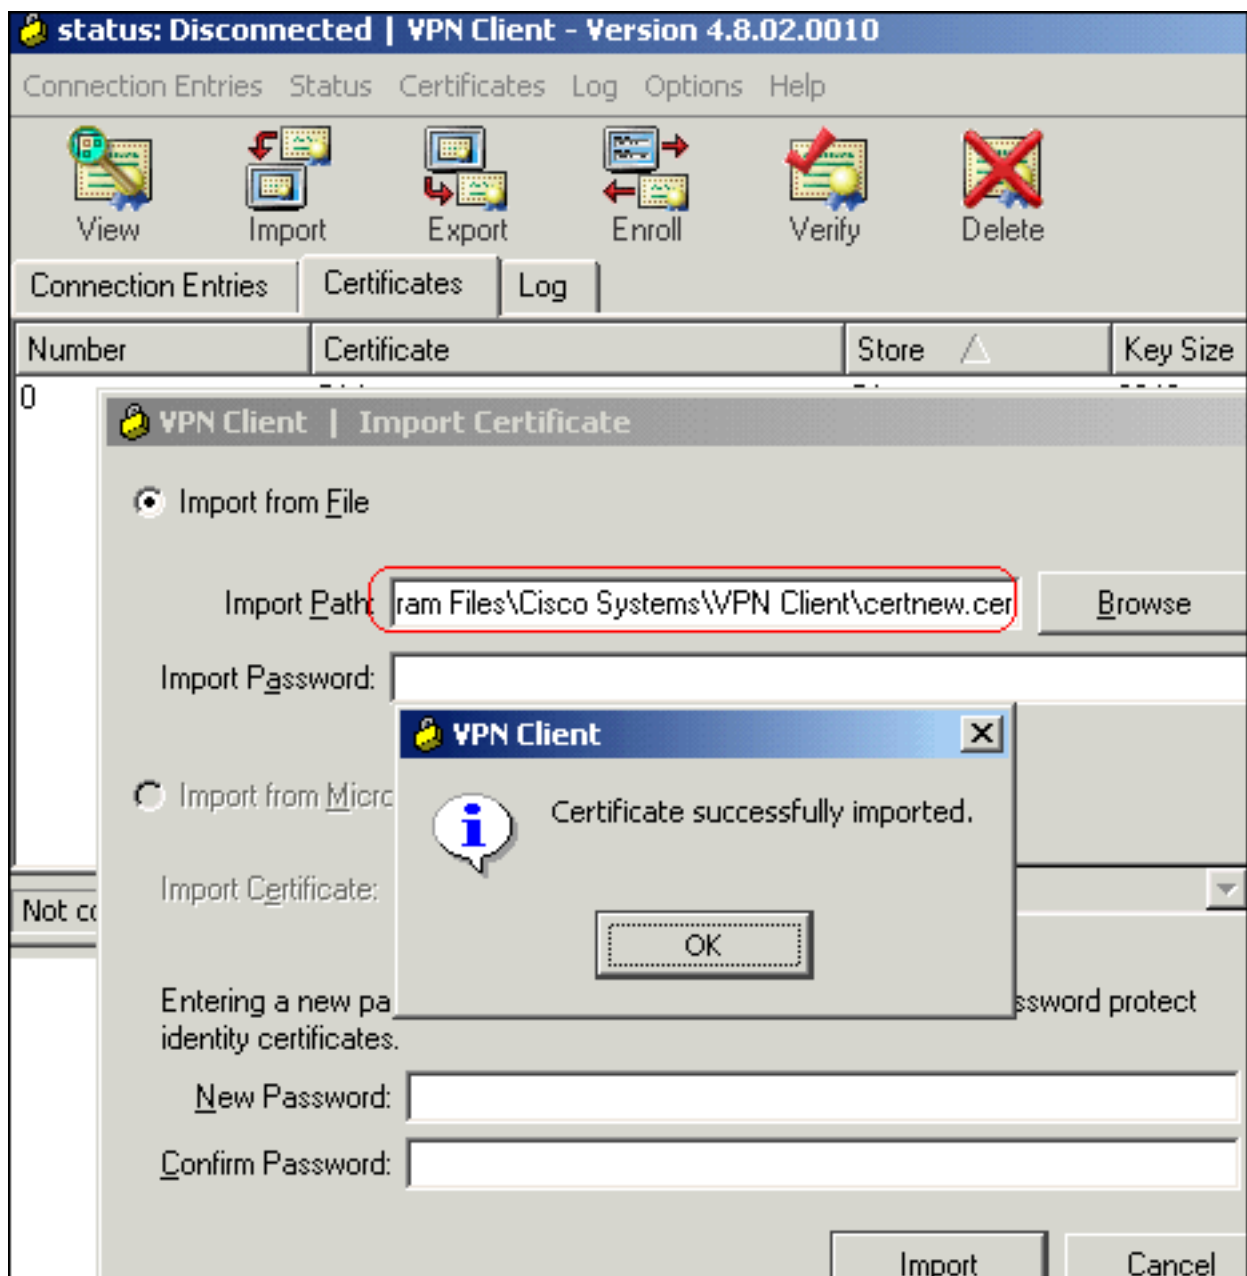 status: Disconnected | VPN Client - Version 4.8.02.0010
Connection Entries Status Certificates Log Options Help
View Import Export Enroll Verify Delete
Connection Entries Certificates Log
Number Certificate Store Key Size
0
VPN Client | Import Certificate
Import from File
Import Path: ram Files\Cisco Systems\VPN Client\certnew.cer Browse
Import Password:
VPN Client
Import from Micro
Certificate successfully imported.
Import Certificate:
Not co
OK
Entering a new pa ssword protect
identity certificates.
New Password:
Confirm Password:
Import Cancel